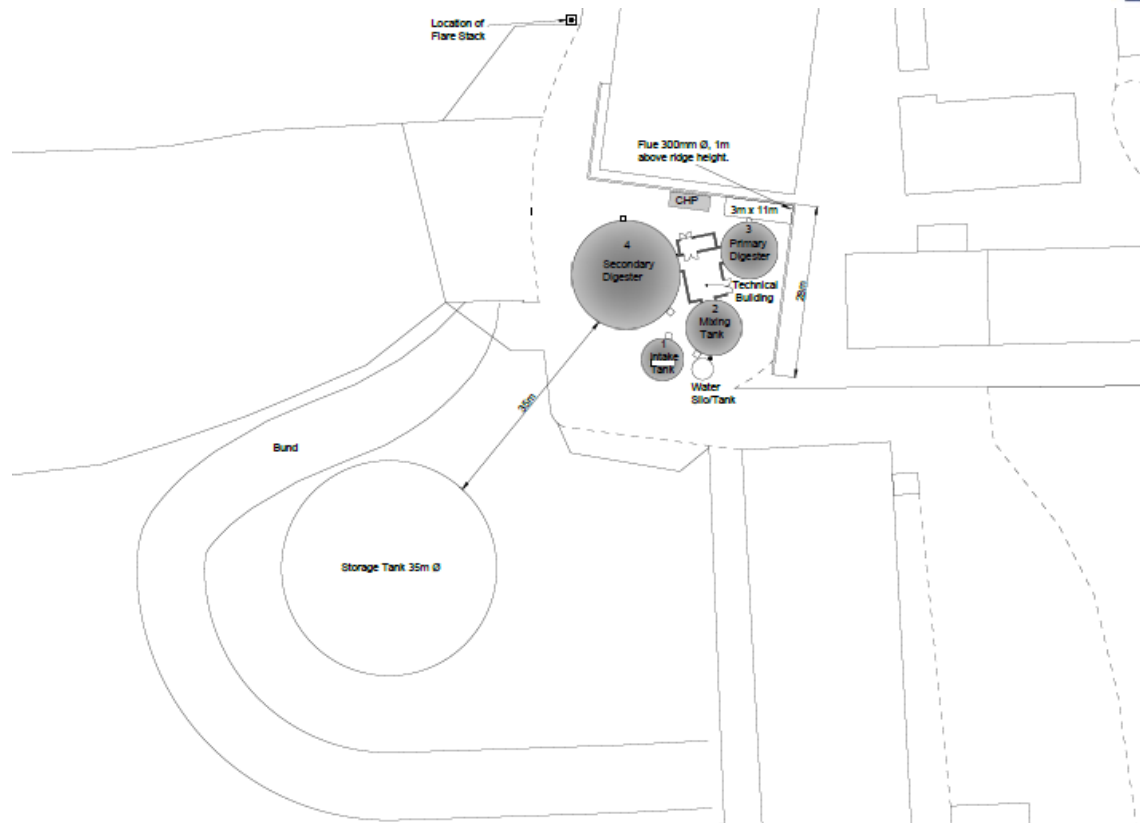 Location of
Flare Stack
Flue 300mm Ø, 1m
above ridge height.
CHP
3m x 11m
3
Primary
Digester
4
Secondary
Digester
Technical
Building
28m
2
Mixing
Tank
1
Intake
Tank
Water
Silo/Tank
35m
Bund
Storage Tank 35m Ø